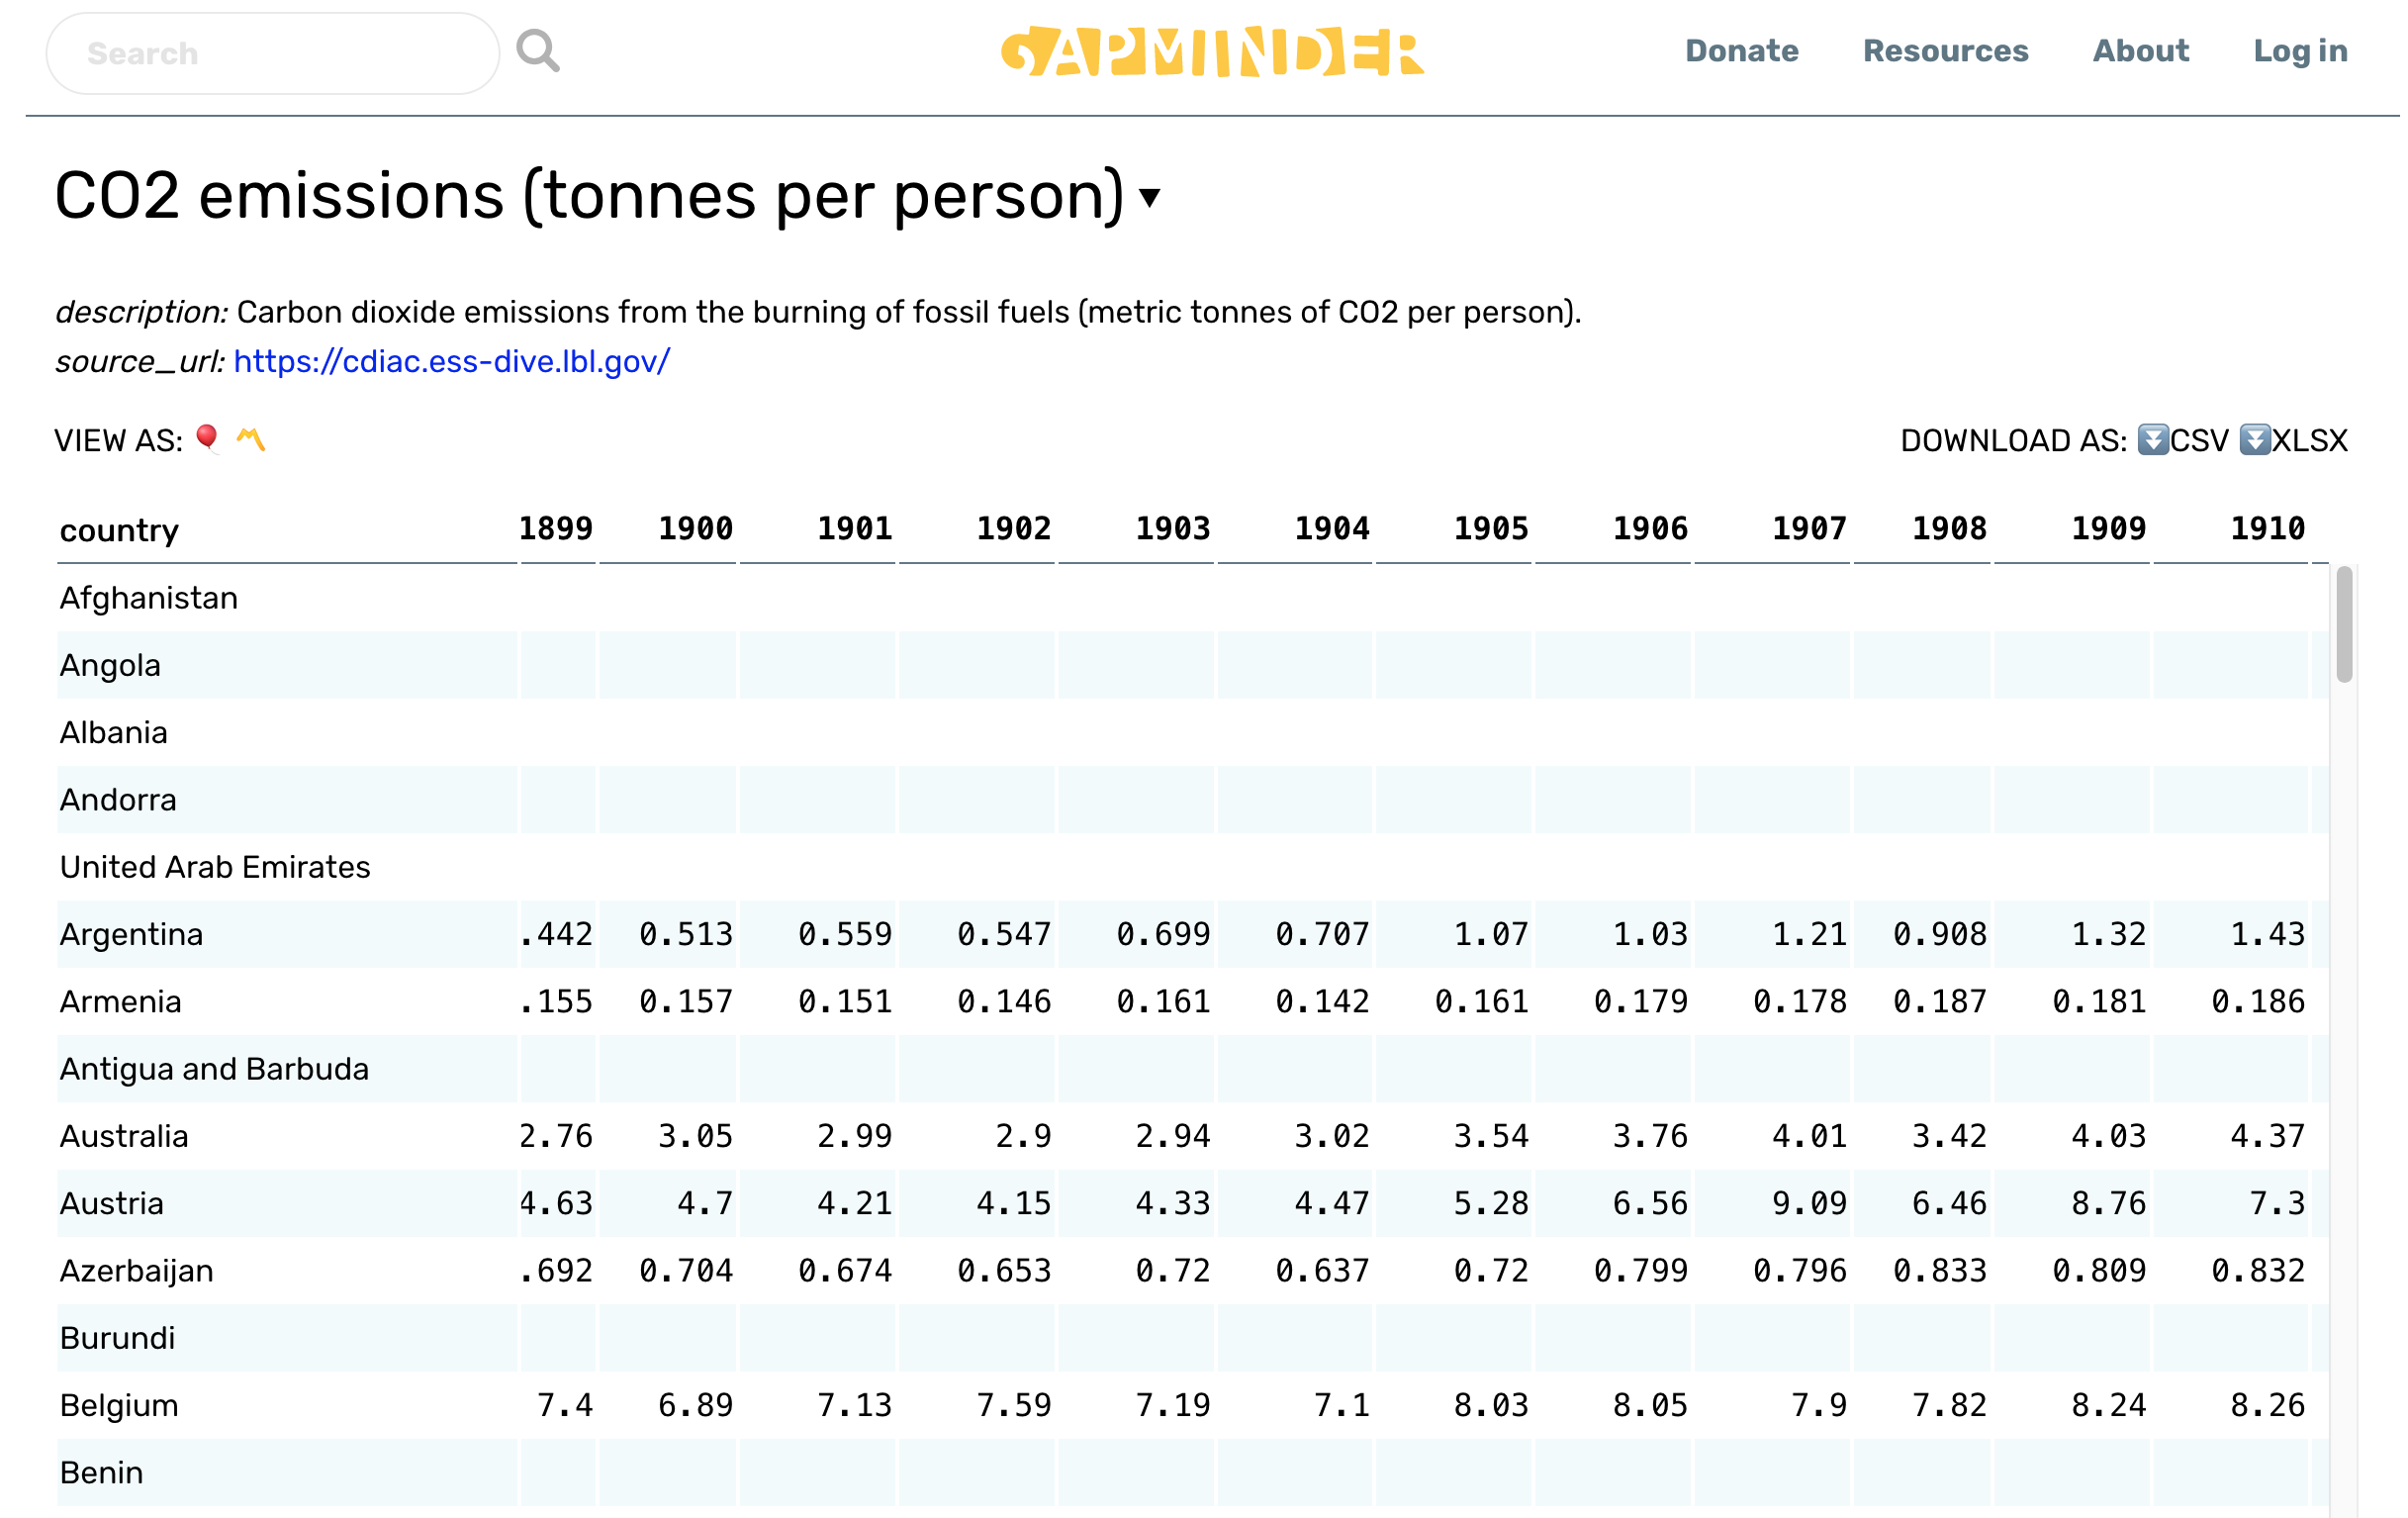 Search
GAPMINDER
Donate Resources About Log in
CO2 emissions (tonnes per person)▼
description: Carbon dioxide emissions from the burning of fossil fuels (metric tonnes of CO2 per person).
source_url: https://cdiac.ess-dive.lbl.gov/
VIEW AS:
DOWNLOAD AS: CSV XLSX
country 1899 1900 1901 1902 1903 1904 1905 1906 1907 1908 1909 1910
Afghanistan
Angola
Albania
Andorra
United Arab Emirates
Argentina .442 0.513 0.559 0.547 0.699 0.707 1.07 1.03 1.21 0.908 1.32 1.43
Armenia .155 0.157 0.151 0.146 0.161 0.142 0.161 0.179 0.178 0.187 0.181 0.186
Antigua and Barbuda
Australia 2.76 3.05 2.99 2.9 2.94 3.02 3.54 3.76 4.01 3.42 4.03 4.37
Austria 4.63 4.7 4.21 4.15 4.33 4.47 5.28 6.56 9.09 6.46 8.76 7.3
Azerbaijan .692 0.704 0.674 0.653 0.72 0.637 0.72 0.799 0.796 0.833 0.809 0.832
Burundi
Belgium 7.4 6.89 7.13 7.59 7.19 7.1 8.03 8.05 7.9 7.82 8.24 8.26
Benin